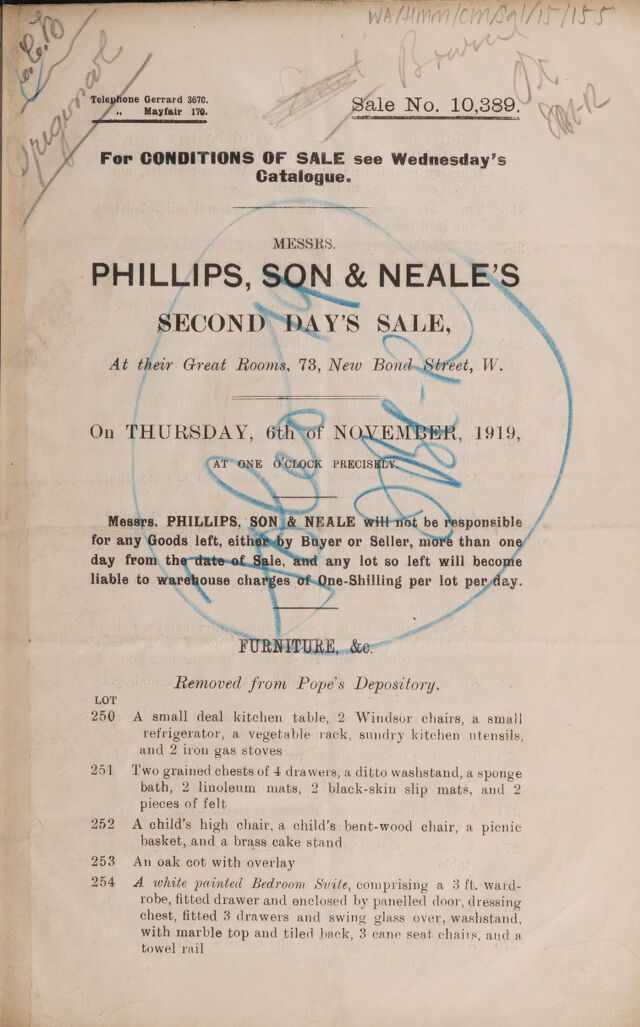 WA/HMM/CM/Sal/15/155
Original
Telephone Gerrard 3670.
„ Mayfair 170.
Sale No. 10,389.
For CONDITIONS OF SALE see Wednesday's
Catalogue.
MESSRS.
PHILLIPS, SON & NEALE'S
SECOND DAY'S SALE,
At their Great Rooms, 73, New Bond Street, W.
On THURSDAY, 6th of NOVEMBER, 1919,
AT ONE O'CLOCK PRECISELY.
Messrs. PHILLIPS, SON & NEALE will not be responsible
for any Goods left, either by Buyer or Seller, more than one
day from the date of Sale, and any lot so left will become
liable to warehouse charges of One-Shilling per lot per day.
FURNITURE, &c.
Removed from Pope's Depository.
LOT
250 A small deal kitchen table, 2 Windsor chairs, a small
refrigerator, a vegetable rack, sundry kitchen utensils,
and 2 iron gas stoves
251 Two grained chests of 4 drawers, a ditto washstand, a sponge
bath, 2 linoleum mats, 2 black-skin slip mats, and 2
pieces of felt
252 A child's high chair, a child's bent-wood chair, a picnic
basket, and a brass cake stand
253 An oak cot with overlay
254 A white painted Bedroom Suite, comprising a 3 ft. ward-
robe, fitted drawer and enclosed by panelled door, dressing
chest, fitted 3 drawers and swing glass over, washstand,
with marble top and tiled back, 3 cane seat chairs, and a
towel rail